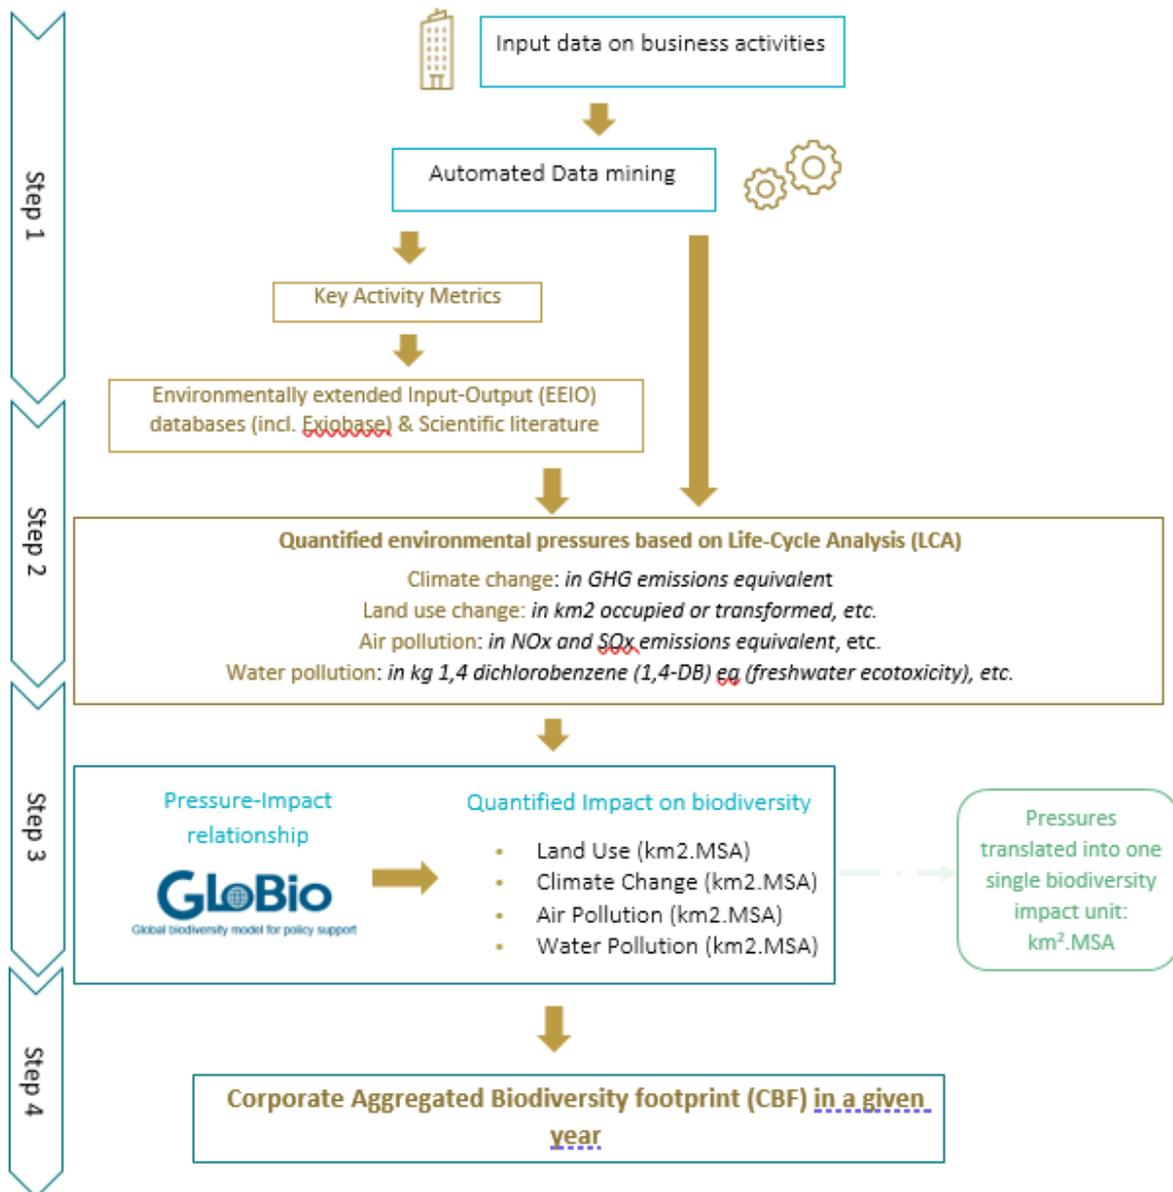 Input data on business activities
Automated Data mining
Step 1
Key Activity Metrics
Environmentally extended Input-Output (EEIO)
databases (incl. Exiobase) & Scientific literature
Step 2
Quantified environmental pressures based on Life-Cycle Analysis (LCA)
Climate change: in GHG emissions equivalent
Land use change: in km2 occupied or transformed, etc.
Air pollution: in NOx and SOx emissions equivalent, etc.
Water pollution: in kg 1,4 dichlorobenzene (1,4-DB) eq (freshwater ecotoxicity), etc.
Step 3
Pressure-Impact
relationship
GLOBIO
Global biodiversity model for policy support
Quantified Impact on biodiversity
• Land Use (km2.MSA)
• Climate Change (km2.MSA)
• Air Pollution (km2.MSA)
• Water Pollution (km2.MSA)
Pressures
translated into one
single biodiversity
impact unit:
km².MSA
Step 4
Corporate Aggregated Biodiversity footprint (CBF) in a given
year